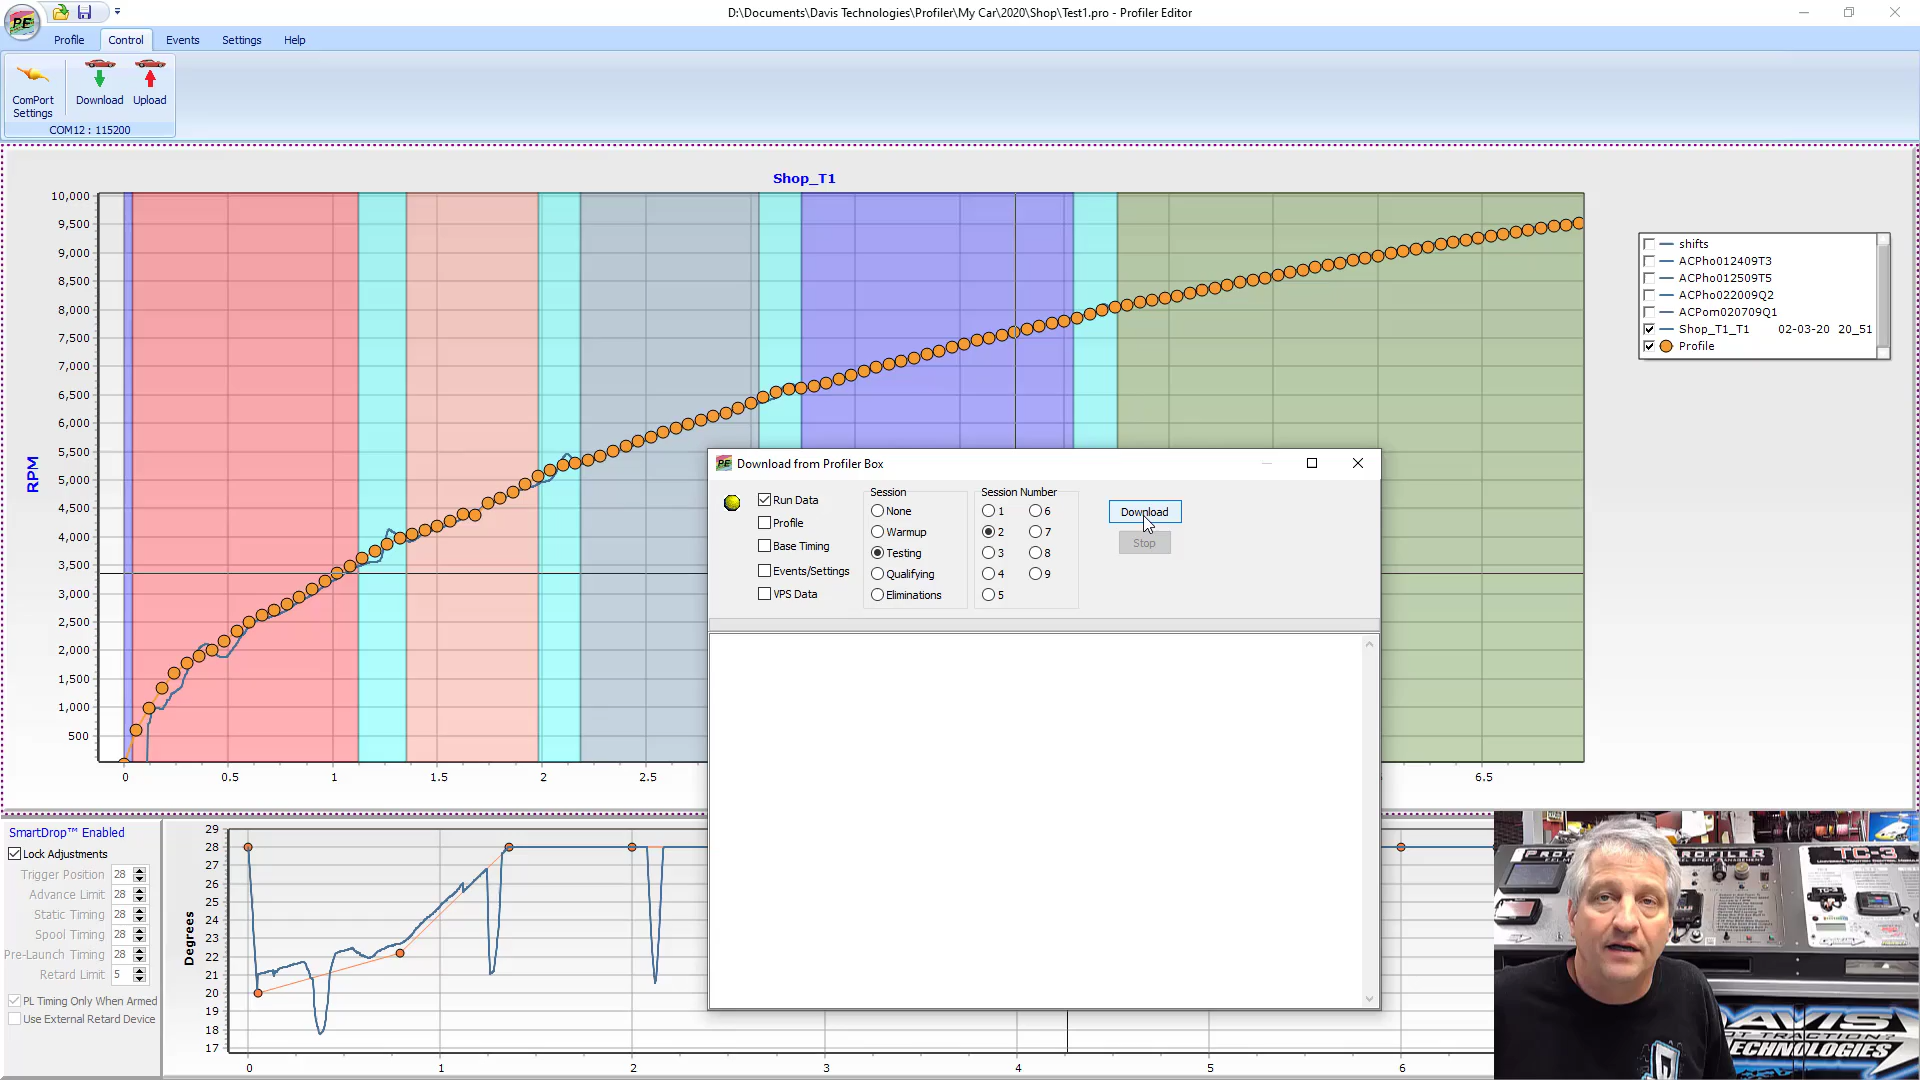 D:\Documents\Davis Technologies\Profiler\My Car\2020\Shop\Test1.pro - Profiler Editor
PE
Profile Control Events Settings Help
ComPort Settings Download Upload
COM12 : 115200
Shop_T1
10,000
9,500
9,000
8,500
8,000
7,500
7,000
6,500
6,000
5,500
5,000
4,500
4,000
3,500
3,000
2,500
2,000
1,500
1,000
500
RPM
0 0.5 1 1.5 2 2.5 6.5
shifts
ACPho012409T3
ACPho012509T5
ACPho022009Q2
ACPom020709Q1
Shop_T1_T1 02-03-20 20_51
Profile
PE Download from Profiler Box
Run Data
Profile
Base Timing
Events/Settings
VPS Data
Session
None
Warmup
Testing
Qualifying
Eliminations
Session Number
1 6
2 7
3 8
4 9
5
Download
Stop
SmartDrop™ Enabled
Lock Adjustments
Trigger Position 28
Advance Limit 28
Static Timing 28
Spool Timing 28
Pre-Launch Timing 28
Retard Limit 5
PL Timing Only When Armed
Use External Retard Device
29
28
27
26
25
24
23
22
21
20
19
18
17
Degrees
0 1 2 3 4 5 6
PROFILER
TC-3
DAVIS
TECHNOLOGIES